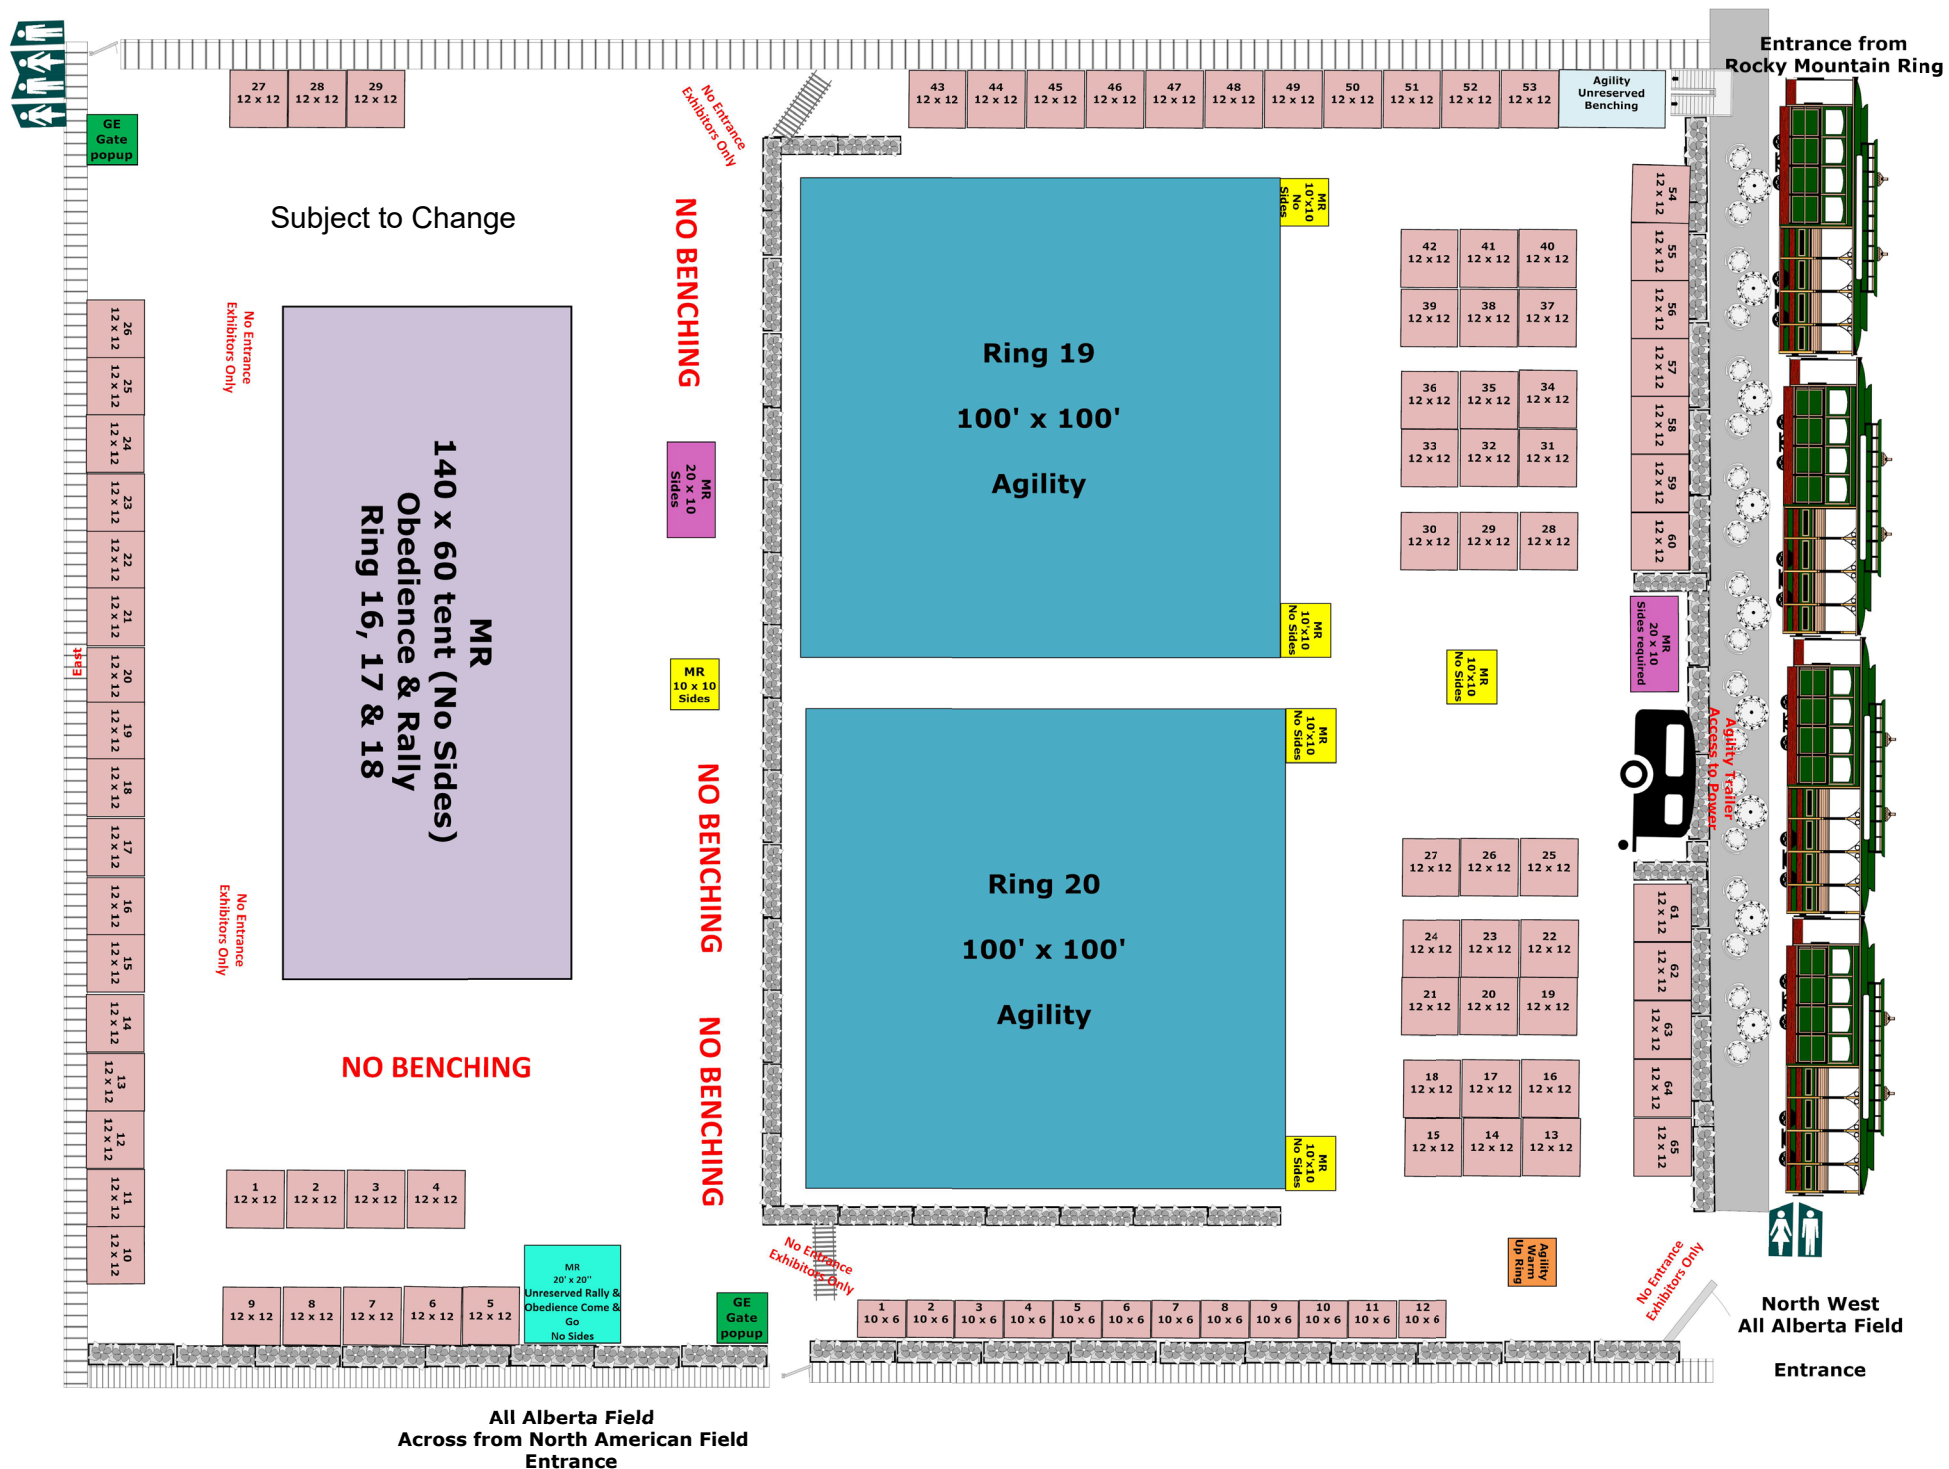 Entrance from
Rocky Mountain Ring
27
12 x 12
28
12 x 12
29
12 x 12
43
12 x 12
44
12 x 12
45
12 x 12
46
12 x 12
47
12 x 12
48
12 x 12
49
12 x 12
50
12 x 12
51
12 x 12
52
12 x 12
53
12 x 12
Agility
Unreserved
Benching
GE
Gate
popup
No Entrance
Exhibitors Only
Subject to Change
NO BENCHING
MR
10'x10
No
Sides
54
12 x 12
55
12 x 12
56
12 x 12
57
12 x 12
58
12 x 12
59
12 x 12
60
12 x 12
42
12 x 12
41
12 x 12
40
12 x 12
39
12 x 12
38
12 x 12
37
12 x 12
36
12 x 12
35
12 x 12
34
12 x 12
33
12 x 12
32
12 x 12
31
12 x 12
30
12 x 12
29
12 x 12
28
12 x 12
26
12 x 12
25
12 x 12
24
12 x 12
23
12 x 12
22
12 x 12
21
12 x 12
20
12 x 12
19
12 x 12
18
12 x 12
17
12 x 12
16
12 x 12
15
12 x 12
14
12 x 12
13
12 x 12
12
12 x 12
11
12 x 12
10
12 x 12
East
No Entrance
Exhibitors Only
No Entrance
Exhibitors Only
MR
140 x 60 tent (No Sides)
Obedience & Rally
Ring 16, 17 & 18
MR
20 x 10
Sides
MR
10 x 10
Sides
NO BENCHING
NO BENCHING
NO BENCHING
Ring 19
100' x 100'
Agility
MR
10'x10
No Sides
MR
10'x10
No Sides
MR
20 x 10
Sides required
Agility Trailer
Access to Power
Ring 20
100' x 100'
Agility
MR
10'x10
No Sides
MR
10'x10
No Sides
27
12 x 12
26
12 x 12
25
12 x 12
24
12 x 12
23
12 x 12
22
12 x 12
21
12 x 12
20
12 x 12
19
12 x 12
18
12 x 12
17
12 x 12
16
12 x 12
15
12 x 12
14
12 x 12
13
12 x 12
61
12 x 12
62
12 x 12
63
12 x 12
64
12 x 12
65
12 x 12
1
12 x 12
2
12 x 12
3
12 x 12
4
12 x 12
9
12 x 12
8
12 x 12
7
12 x 12
6
12 x 12
5
12 x 12
MR
20' x 20"
Unreserved Rally &
Obedience Come &
Go
No Sides
GE
Gate
popup
No Entrance
Exhibitors Only
1
10 x 6
2
10 x 6
3
10 x 6
4
10 x 6
5
10 x 6
6
10 x 6
7
10 x 6
8
10 x 6
9
10 x 6
10
10 x 6
11
10 x 6
12
10 x 6
Agility
Warm
Up Ring
No Entrance
Exhibitors Only
North West
All Alberta Field
Entrance
All Alberta Field
Across from North American Field
Entrance